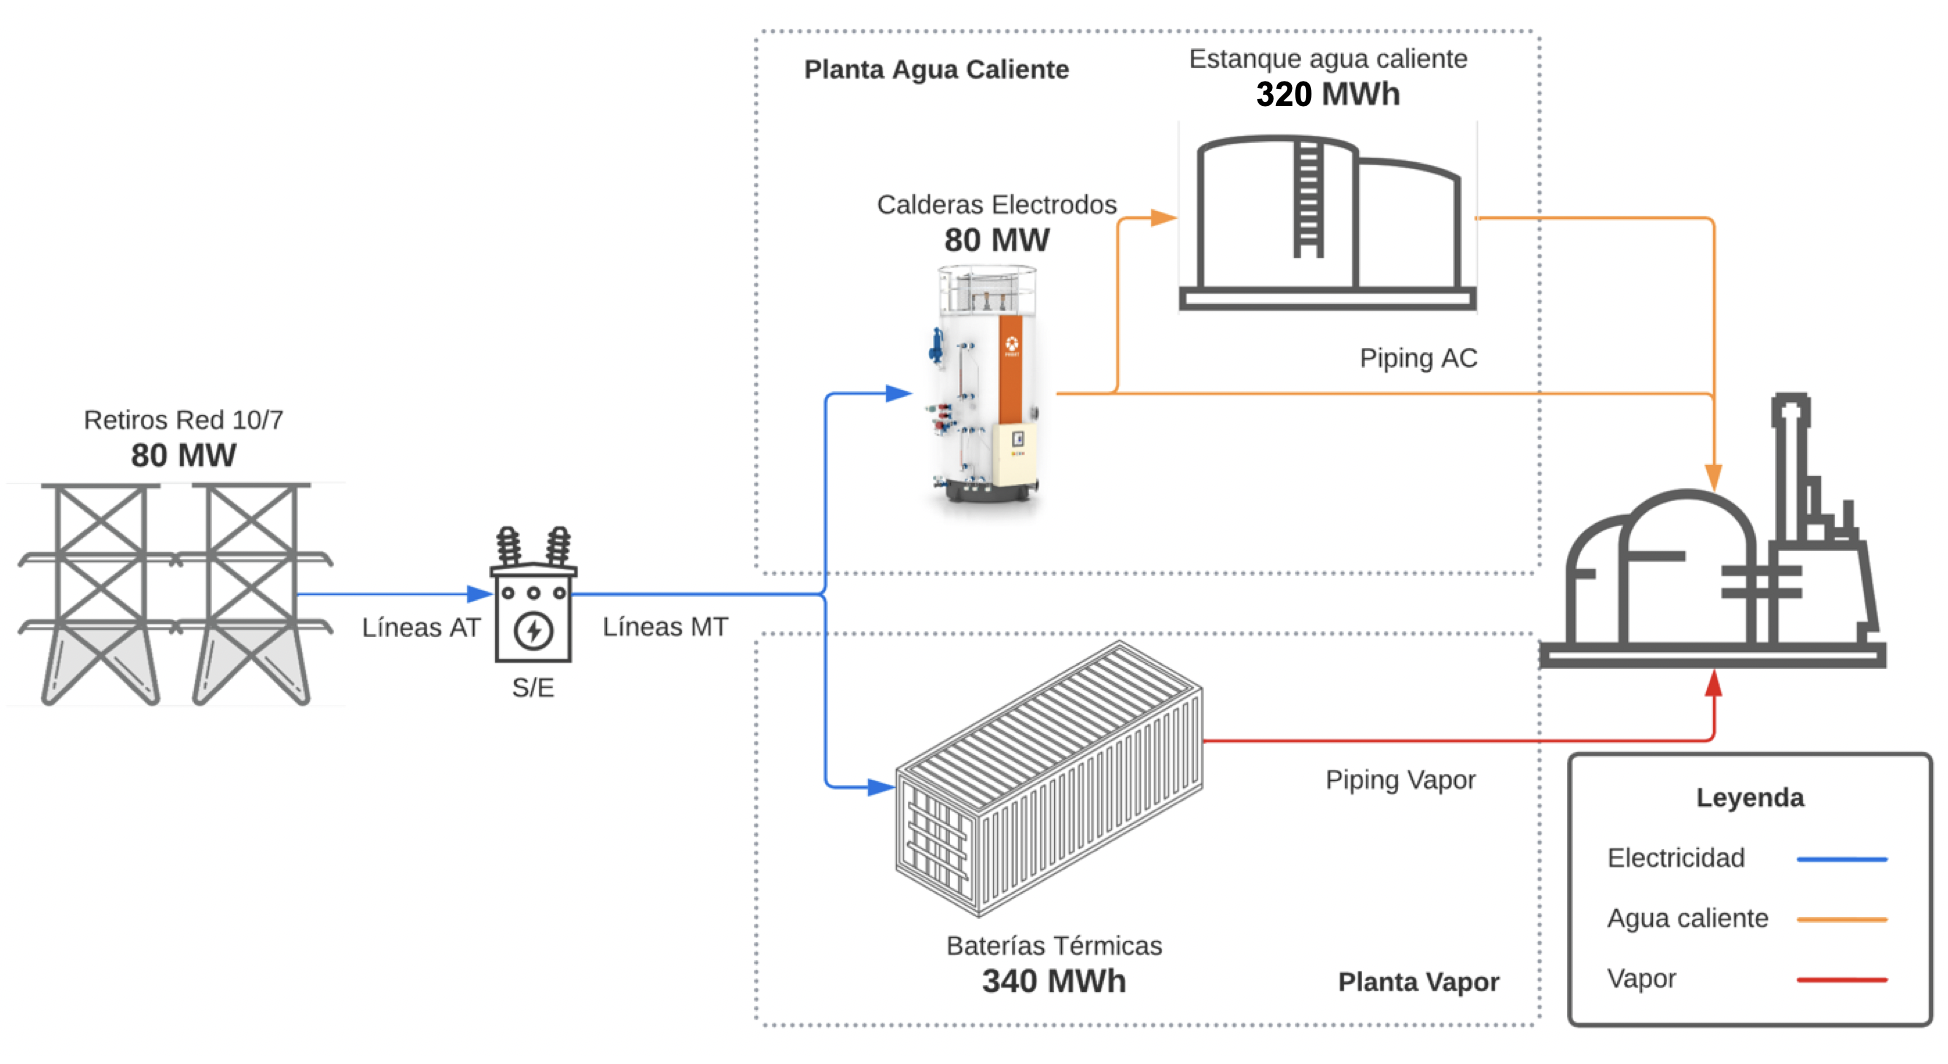 Planta Agua Caliente
Estanque agua caliente
320 MWh
Calderas Electrodos
80 MW
Piping AC
Retiros Red 10/7
80 MW
Líneas AT
S/E
Líneas MT
Piping Vapor
Baterías Térmicas
340 MWh
Planta Vapor
Leyenda
Electricidad
Agua caliente
Vapor